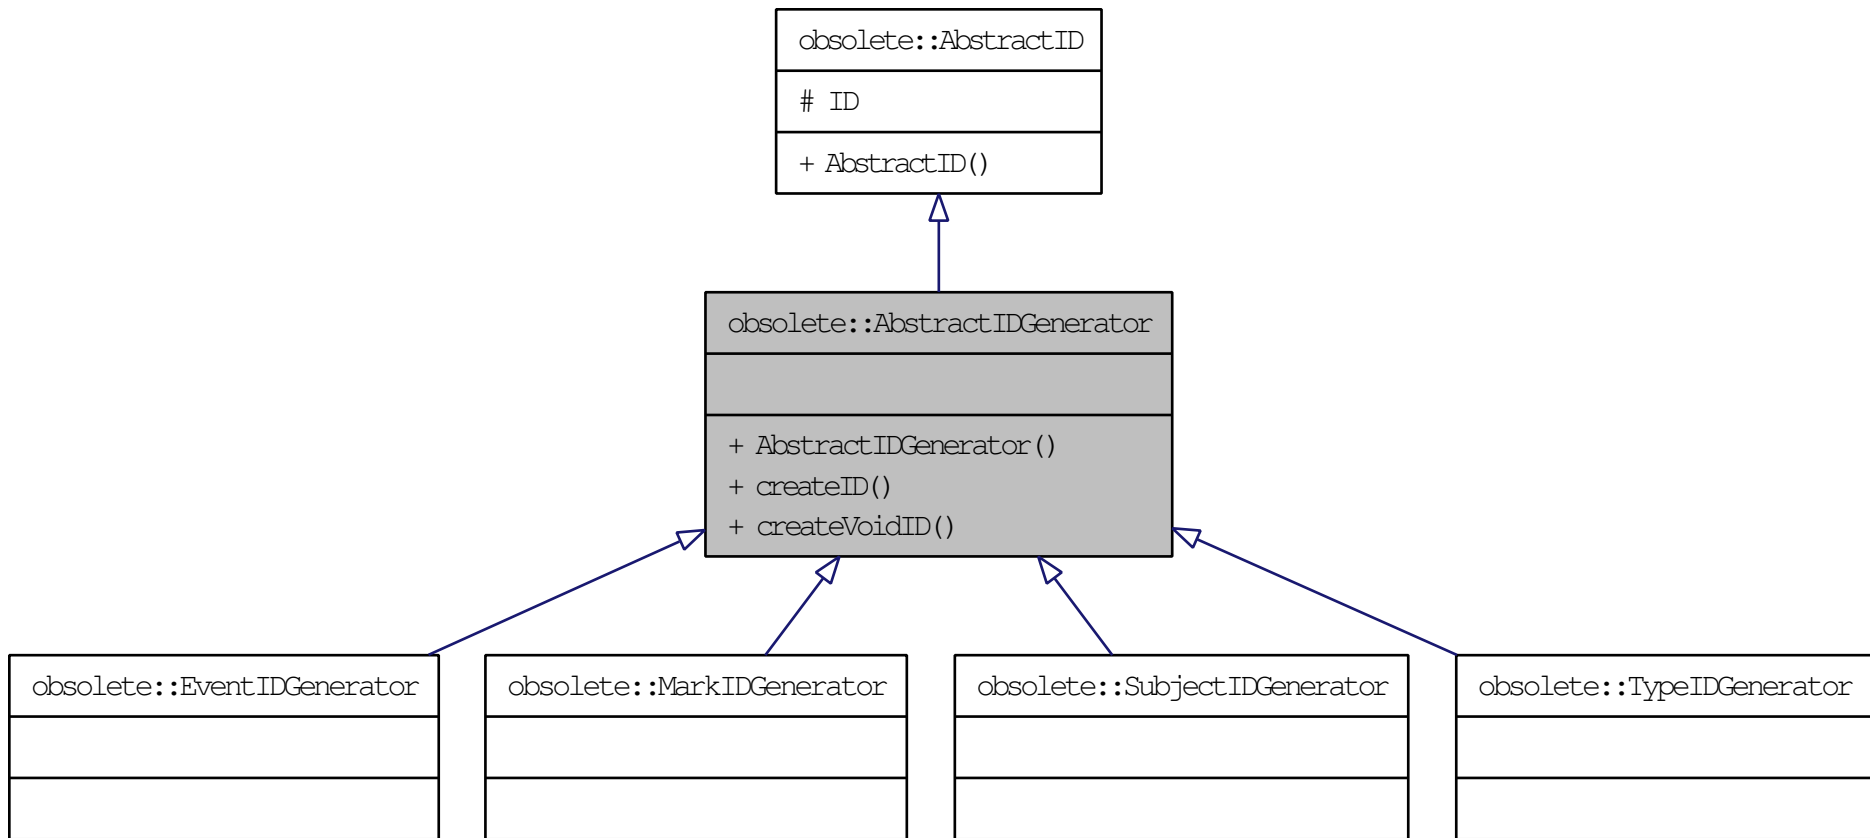 obsolete::AbstractID
# ID
+ AbstractID()
obsolete::AbstractIDGenerator
+ AbstractIDGenerator()
+ createID()
+ createVoidID()
obsolete::EventIDGenerator
obsolete::MarkIDGenerator
obsolete::SubjectIDGenerator
obsolete::TypeIDGenerator